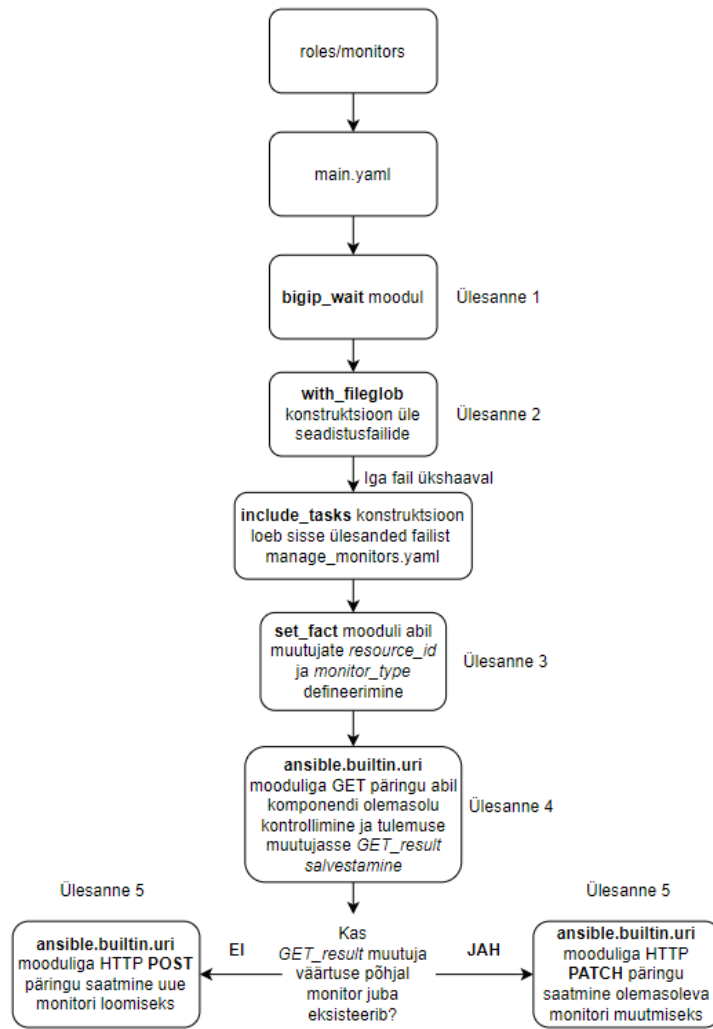 roles/monitors
main.yaml
bigip_wait moodul
Ülesanne 1
with_fileglob
konstruktsioon üle
seadistusfailide
Ülesanne 2
Iga fail ükshaaval
include_tasks konstruktsioon
loeb sisse ülesanded failist
manage_monitors.yaml
set_fact mooduli abil
muutujate resource_id
ja monitor_type
defineerimine
Ülesanne 3
ansible.builtin.uri
mooduliga GET päringu abil
komponendi olemasolu
kontrollimine ja tulemuse
muutujasse GET_result
salvestamine
Ülesanne 4
Ülesanne 5
ansible.builtin.uri
mooduliga HTTP POST
päringu saatmine uue
monitori loomiseks
EI
Kas
GET_result muutuja
väärtuse põhjal
monitor juba
eksisteerib?
JAH
Ülesanne 5
ansible.builtin.uri
mooduliga HTTP
PATCH päringu
saatmine olemasoleva
monitori muutmiseks